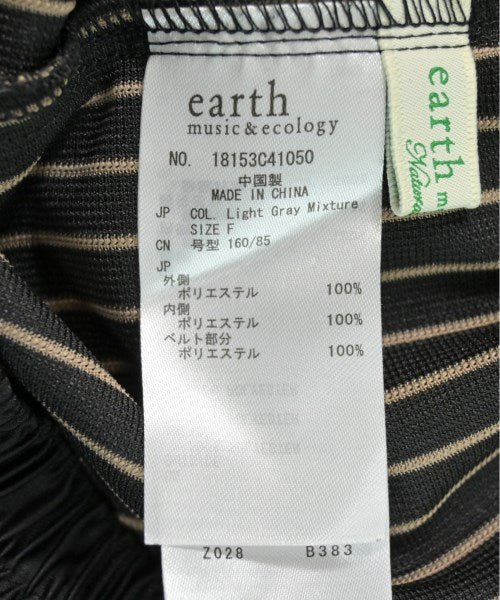 earth
music & ecology
NO. 18153C41050
中国製
MADE IN CHINA
JP COL. Light Gray Mixture
SIZE F
CN 号型 160/85
JP
外側
ポリエステル 100%
内側
ポリエステル 100%
ベルト部分
ポリエステル 100%
Z028 B383
earth m
Natura